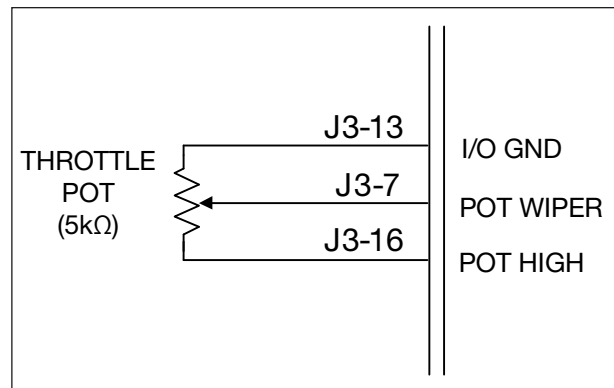 THROTTLE
POT
(5kΩ)
J3-13
I/O GND
J3-7
POT WIPER
J3-16
POT HIGH